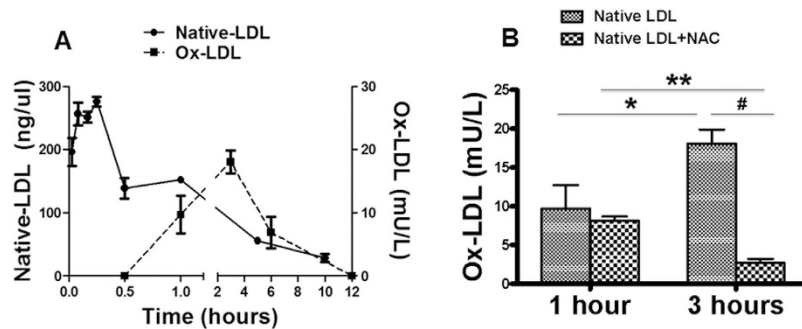 A
Native-LDL
Ox-LDL
Native-LDL (ng/ul)
300
200
100
0
Ox-LDL (mU/L)
30
20
10
0
0.0 0.5 1.0 2 4 6 8 10 12
Time (hours)
B
Native LDL
Native LDL+NAC
**
* #
Ox-LDL (mU/L)
25
20
15
10
5
0
1 hour 3 hours